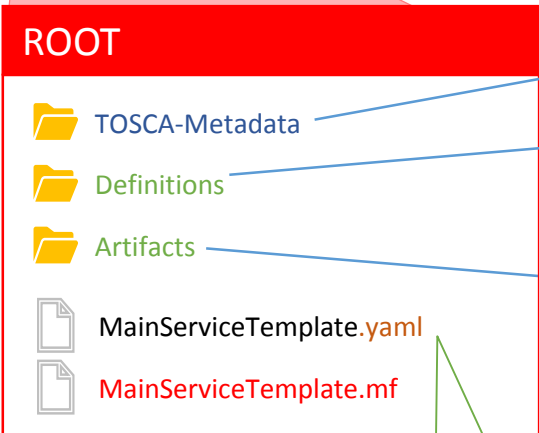 ROOT
TOSCA-Metadata
Definitions
Artifacts
MainServiceTemplate.yaml
MainServiceTemplate.mf